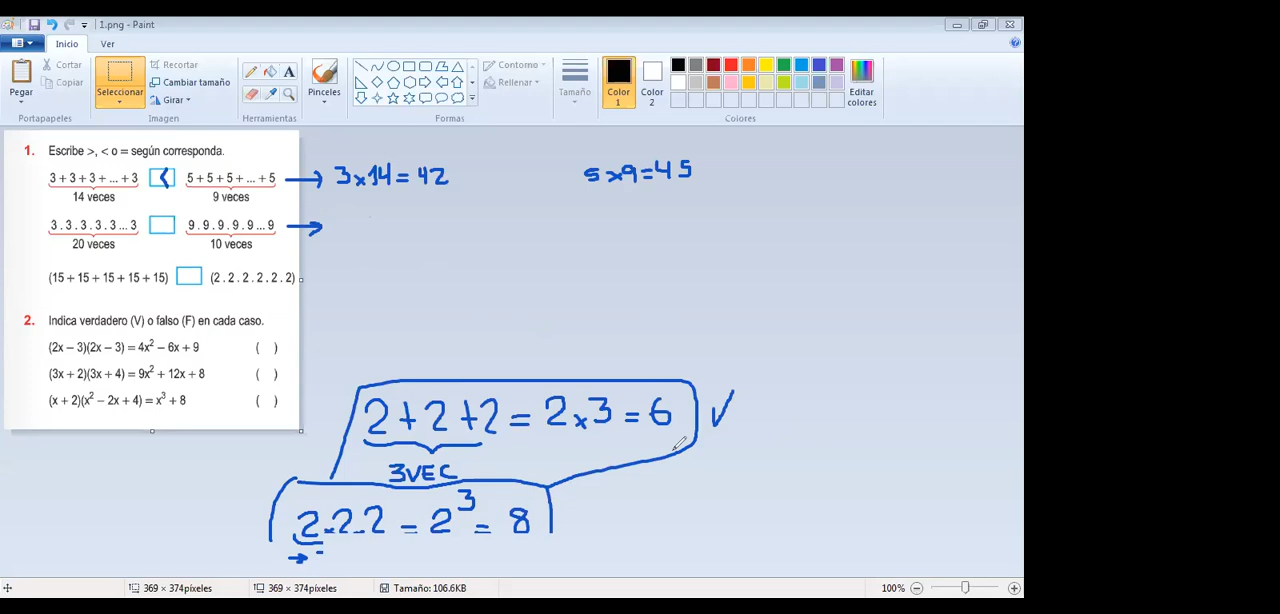 1.png - Paint
Inicio Ver
Pegar
Cortar
Copiar
Portapapeles
Seleccionar
Recortar
Cambiar tamaño
Girar
Imagen
A
Herramientas
Pinceles
Contorno
Rellenar
Formas
Tamaño
Color 1
Color 2
Editar colores
Colores
1. Escribe >, < o = según corresponda.
3 + 3 + 3 + ... + 3 < 5 + 5 + 5 + ... + 5 → 3x14 = 42 5x9=45
14 veces 9 veces
3 . 3 . 3 . 3 . 3 ... 3 9 . 9 . 9 . 9 . 9 ... 9 →
20 veces 10 veces
(15 + 15 + 15 + 15 + 15) (2 . 2 . 2 . 2 . 2 . 2)
2. Indica verdadero (V) o falso (F) en cada caso.
(2x – 3)(2x – 3) = 4x² – 6x + 9 ( )
(3x + 2)(3x + 4) = 9x² + 12x + 8 ( )
(x + 2)(x² – 2x + 4) = x³ + 8 ( )
2 + 2 + 2 = 2 x 3 = 6 ✓
3VEC
2 x 2 . 2 = 2³ = 8
→
369 × 374píxeles 369 × 374píxeles Tamaño: 106.6KB 100%